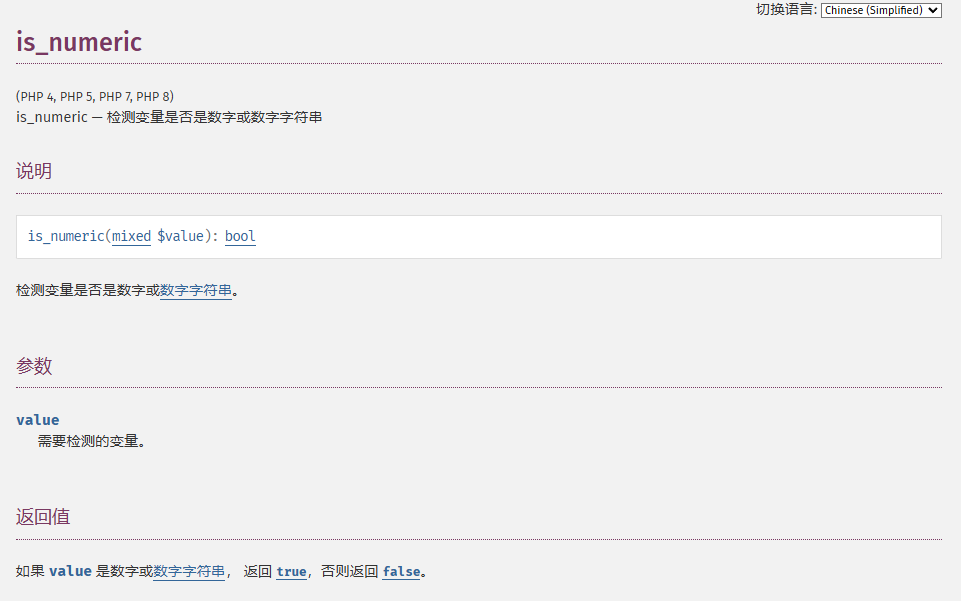 切换语言: Chinese (Simplified)
is_numeric
(PHP 4, PHP 5, PHP 7, PHP 8)
is_numeric — 检测变量是否是数字或数字字符串
说明
is_numeric(mixed $value): bool
检测变量是否是数字或数字字符串。
参数
value
需要检测的变量。
返回值
如果 value 是数字或数字字符串， 返回 true，否则返回 false。